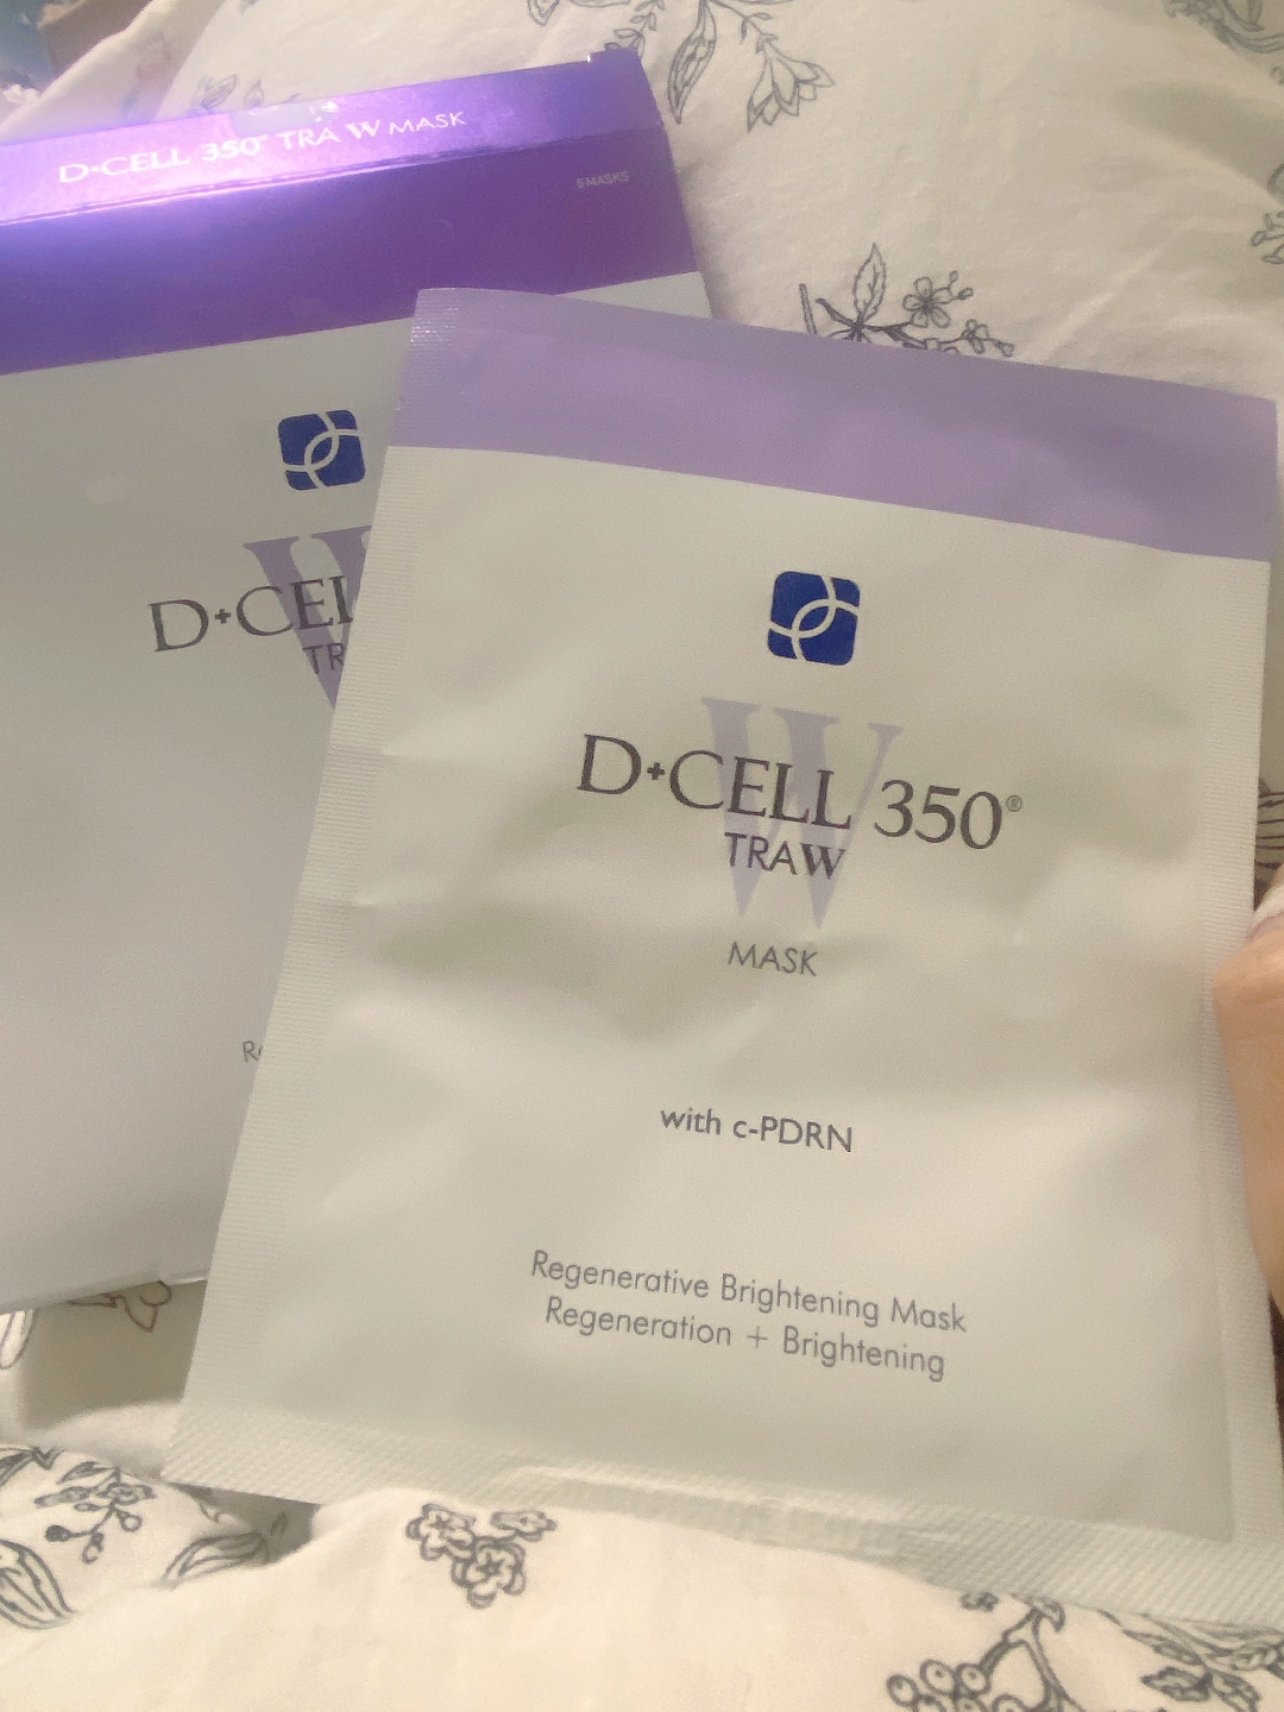 D+CELL 350® TRA W MASK
5MASKS
D+CEL
TR
W
D+CELL 350®
TRAW
W
MASK
with c-PDRN
Regenerative Brightening Mask
Regeneration + Brightening